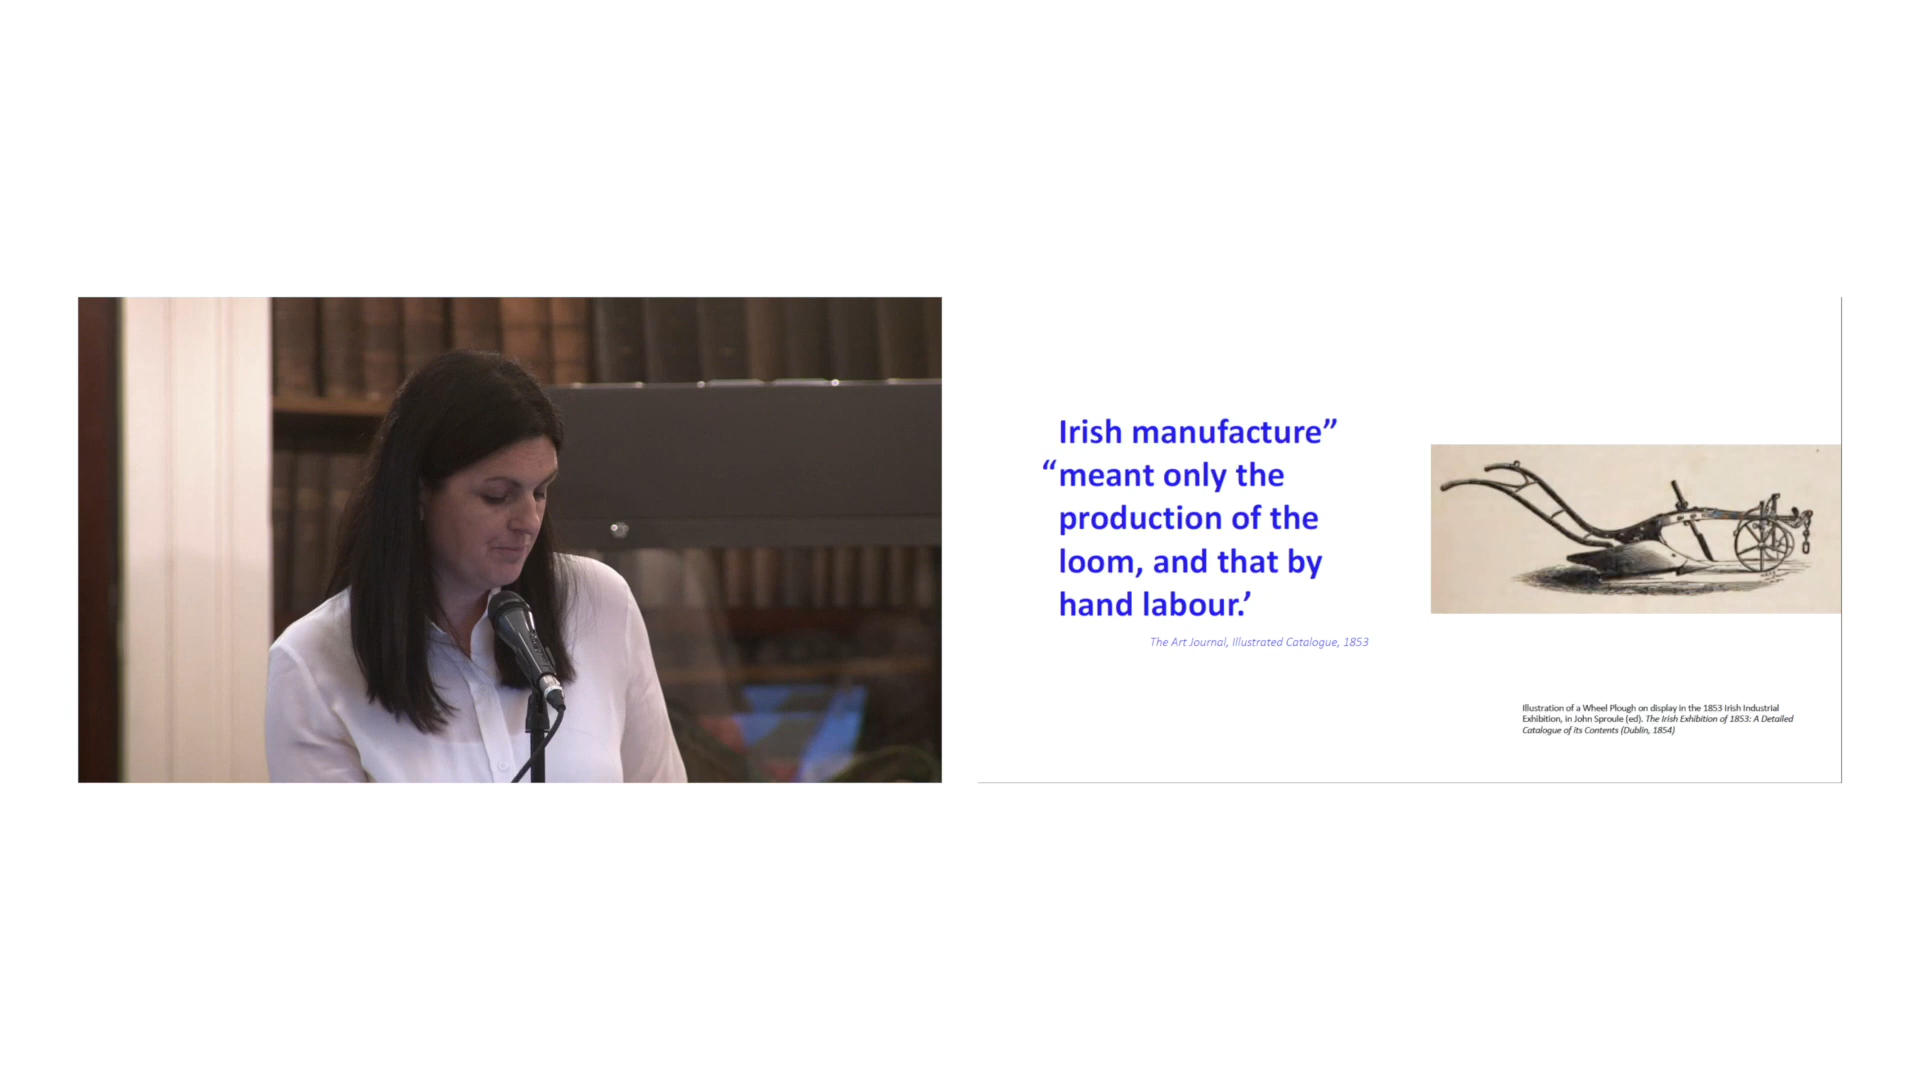 Irish manufacture”
“meant only the
production of the
loom, and that by
hand labour.’
The Art Journal, Illustrated Catalogue, 1853
Illustration of a Wheel Plough on display in the 1853 Irish Industrial
Exhibition, in John Sproule (ed). The Irish Exhibition of 1853: A Detailed
Catalogue of its Contents (Dublin, 1854)